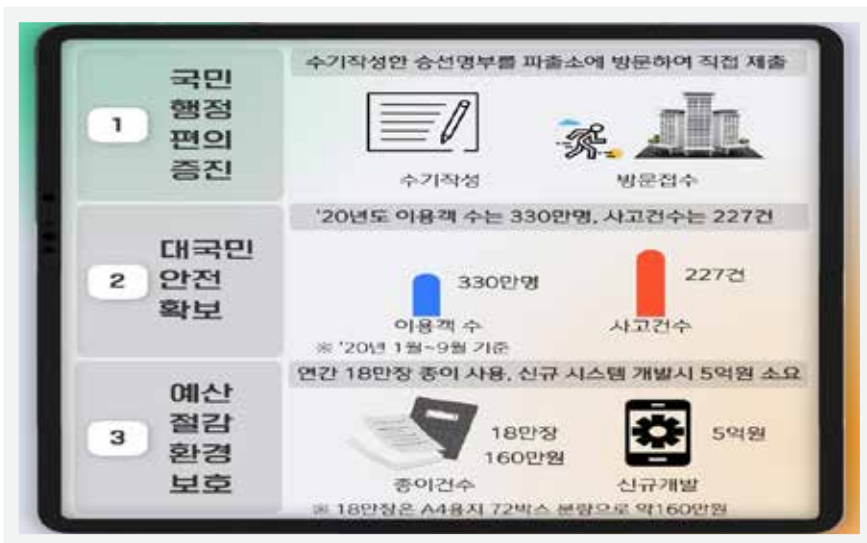 1
국민
행정
편의
증진
수기작성한 승선명부를 파출소에 방문하여 직접 제출
수기작성
방문접수
2
대국민
안전
확보
'20년도 이용객 수는 330만명, 사고건수는 227건
330만명
227건
이용객 수
사고건수
※ '20년 1월~9월 기준
3
예산
절감
환경
보호
연간 18만장 종이 사용, 신규 시스템 개발시 5억원 소요
18만장
160만원
5억원
종이건수
신규개발
※ 18만장은 A4용지 72박스 분량으로 약160만원